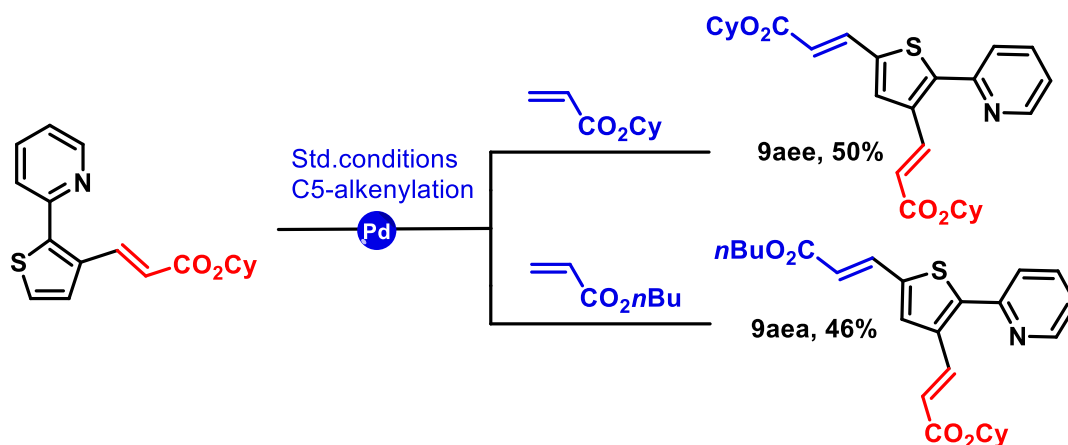 CyO₂C
S
N
9aee, 50%
CO₂Cy
CO₂Cy
Std.conditions
C5-alkenylation
Pd
N
S
CO₂Cy
CO₂nBu
nBuO₂C
S
N
9aea, 46%
CO₂Cy